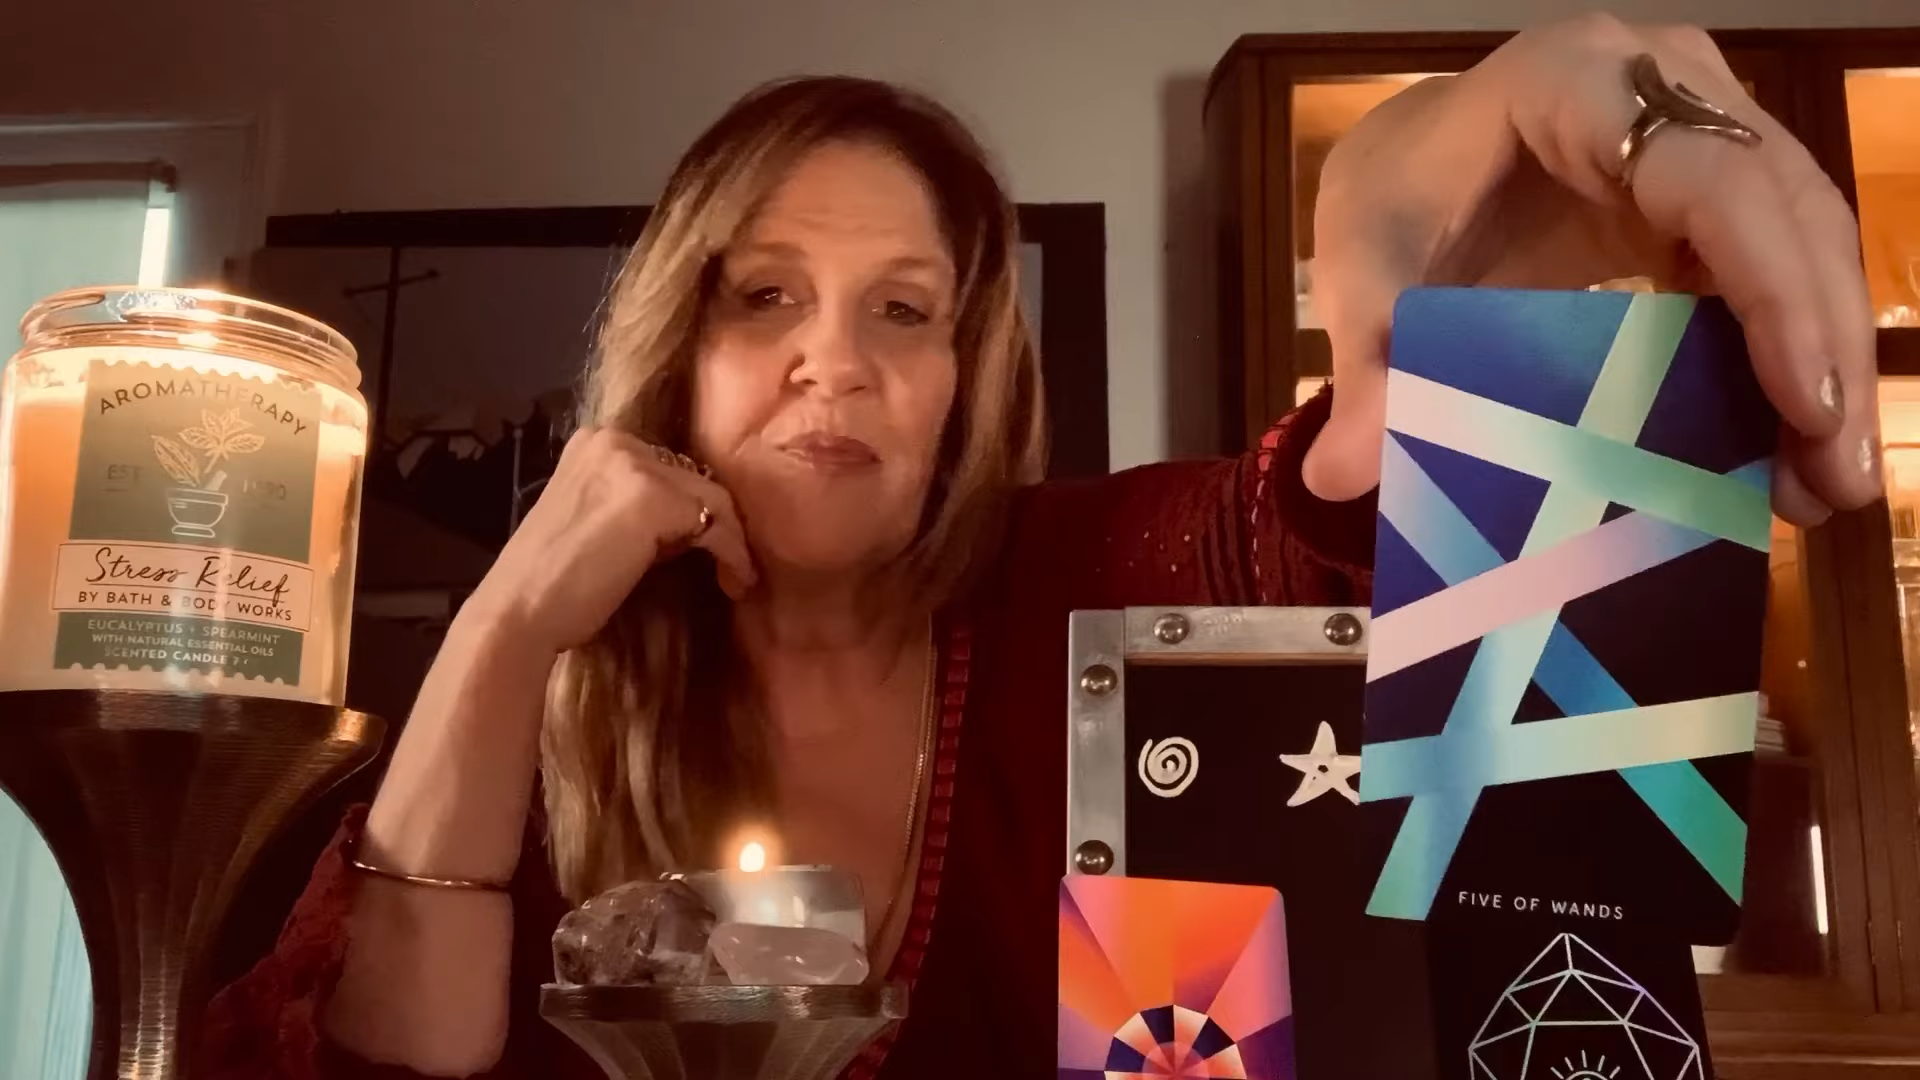 AROMATHERAPY
EST 1990
Stress Relief
BY BATH & BODY WORKS
EUCALYPTUS + SPEARMINT
WITH NATURAL ESSENTIAL OILS
SCENTED CANDLE
FIVE OF WANDS